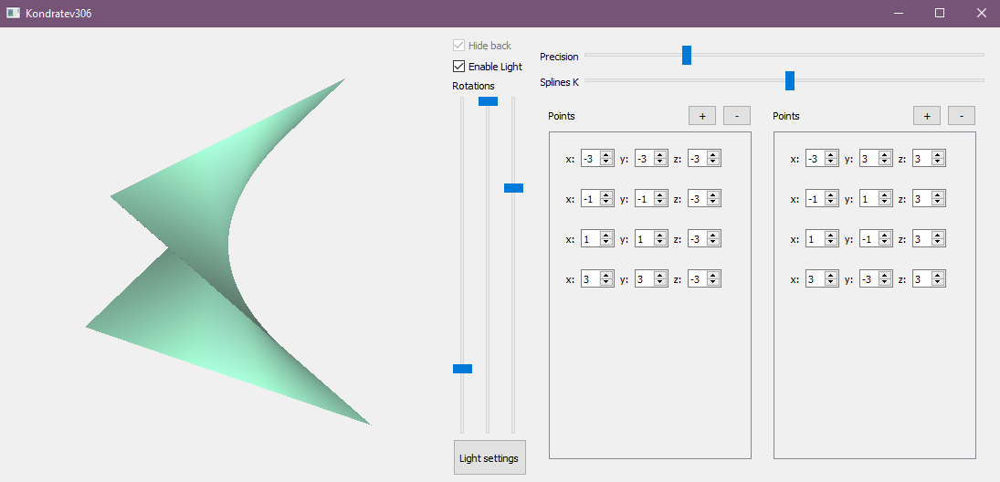 Kondratev306
Hide back
Enable Light
Rotations
Precision
Splines K
Points + -
x: -3 y: -3 z: -3
x: -1 y: -1 z: -3
x: 1 y: 1 z: -3
x: 3 y: 3 z: -3
Points + -
x: -3 y: 3 z: 3
x: -1 y: 1 z: 3
x: 1 y: -1 z: 3
x: 3 y: -3 z: 3
Light settings